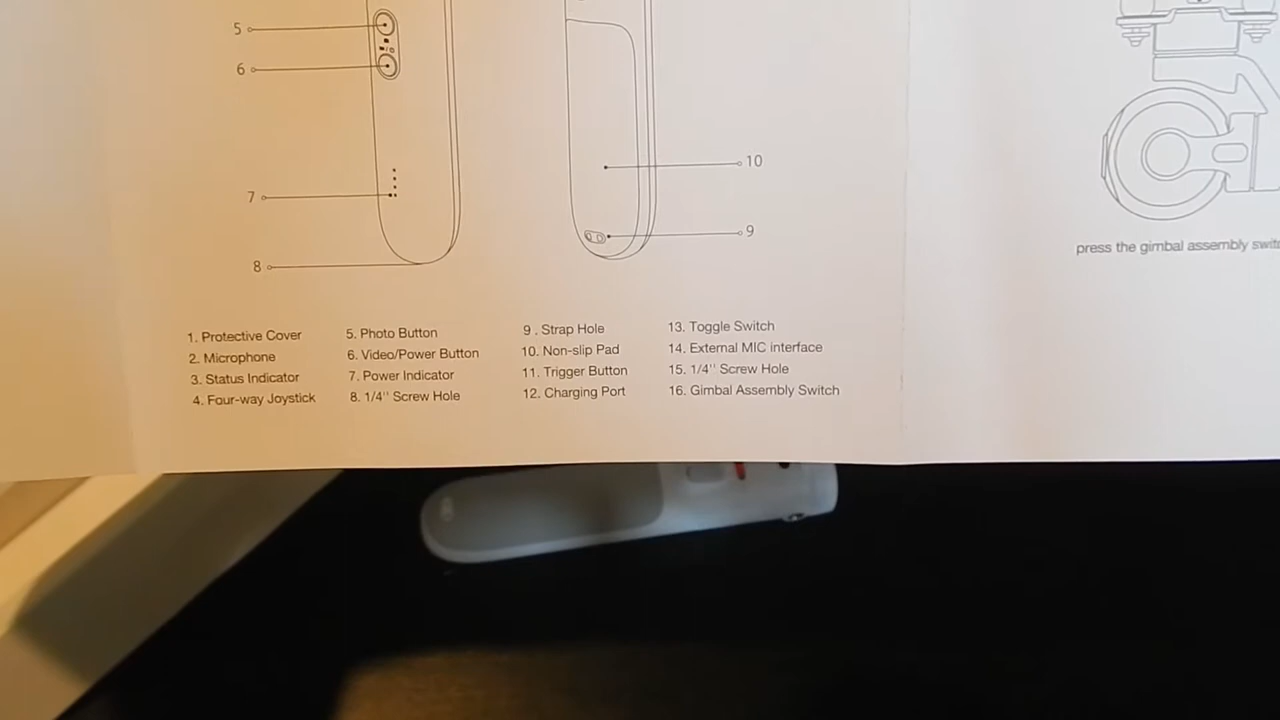 5
6
7
8
10
9
press the gimbal assembly
1. Protective Cover
2. Microphone
3. Status Indicator
4. Four-way Joystick
5. Photo Button
6. Video/Power Button
7. Power Indicator
8. 1/4'' Screw Hole
9 . Strap Hole
10. Non-slip Pad
11. Trigger Button
12. Charging Port
13. Toggle Switch
14. External MIC interface
15. 1/4'' Screw Hole
16. Gimbal Assembly Switch